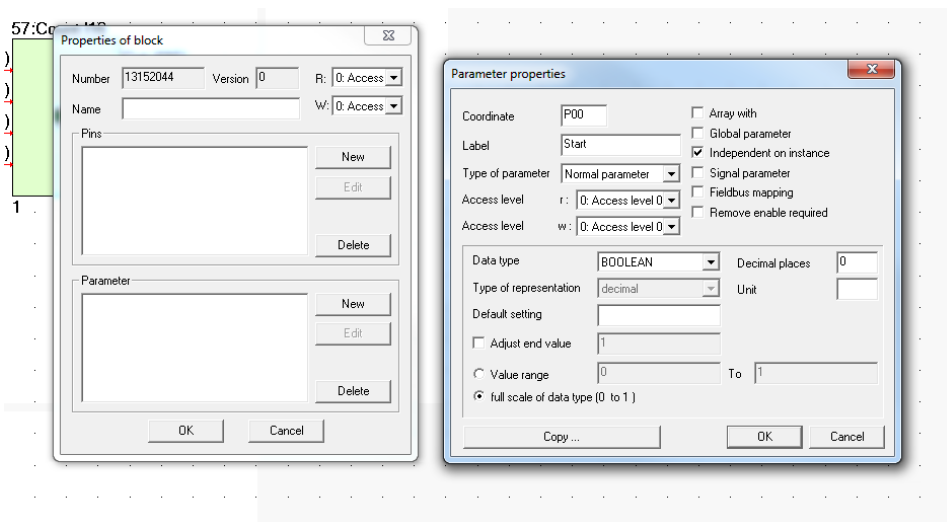 57:Co
Properties of block
Number 13152044 Version 0 R: 0: Access
Name W: 0: Access
Pins
New
Edit
Delete
Parameter
New
Edit
Delete
OK Cancel
1
Parameter properties
Coordinate P00
Label Start
Type of parameter Normal parameter
Access level r : 0: Access level 0
Access level w : 0: Access level 0
Array with
Global parameter
Independent on instance
Signal parameter
Fieldbus mapping
Remove enable required
Data type BOOLEAN Decimal places 0
Type of representation decimal Unit
Default setting
Adjust end value 1
Value range 0 To 1
full scale of data type (0 to 1 )
Copy ... OK Cancel